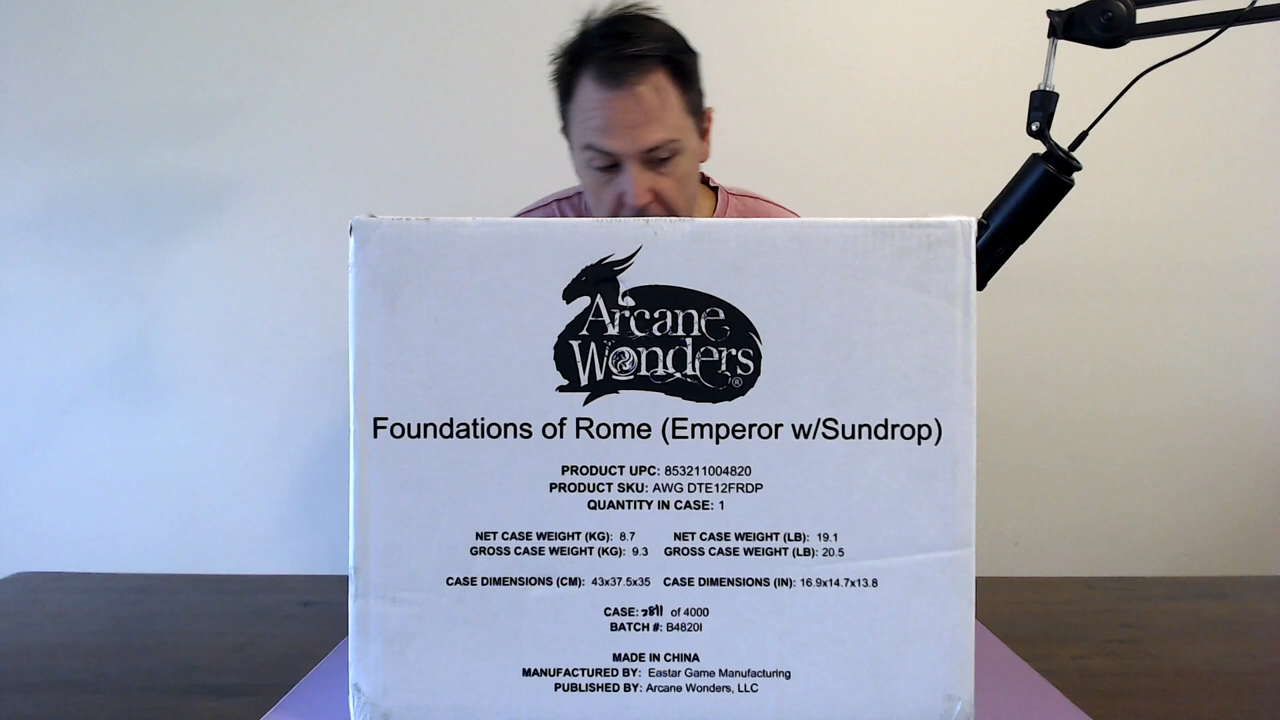 Arcane
Wonders®
Foundations of Rome (Emperor w/Sundrop)
PRODUCT UPC: 853211004820
PRODUCT SKU: AWG DTE12FRDP
QUANTITY IN CASE: 1
NET CASE WEIGHT (KG): 8.7 NET CASE WEIGHT (LB): 19.1
GROSS CASE WEIGHT (KG): 9.3 GROSS CASE WEIGHT (LB): 20.5
CASE DIMENSIONS (CM): 43x37.5x35 CASE DIMENSIONS (IN): 16.9x14.7x13.8
CASE: of 4000
BATCH #: B4820I
MADE IN CHINA
MANUFACTURED BY: Eastar Game Manufacturing
PUBLISHED BY: Arcane Wonders, LLC